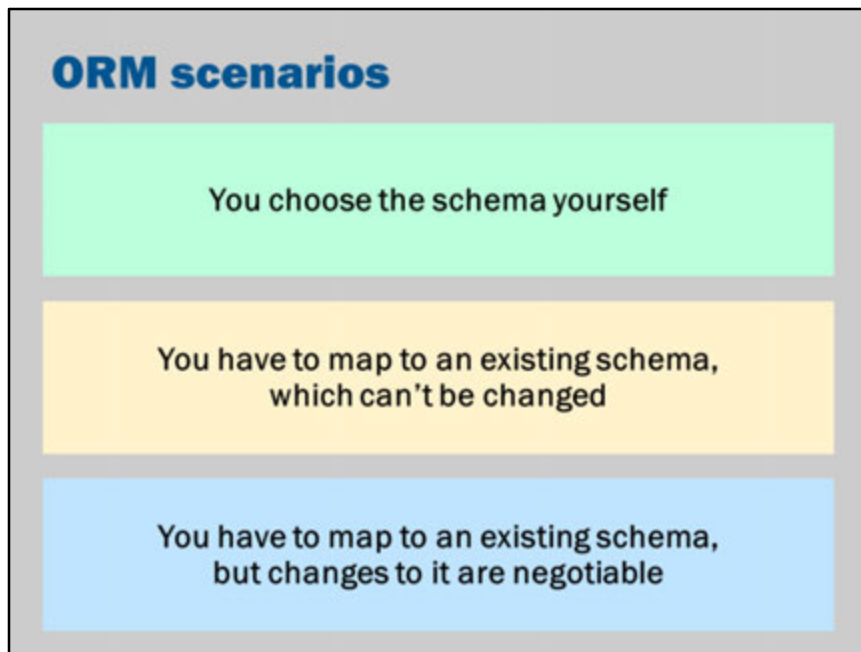 ORM scenarios
You choose the schema yourself
You have to map to an existing schema,
which can’t be changed
You have to map to an existing schema,
but changes to it are negotiable